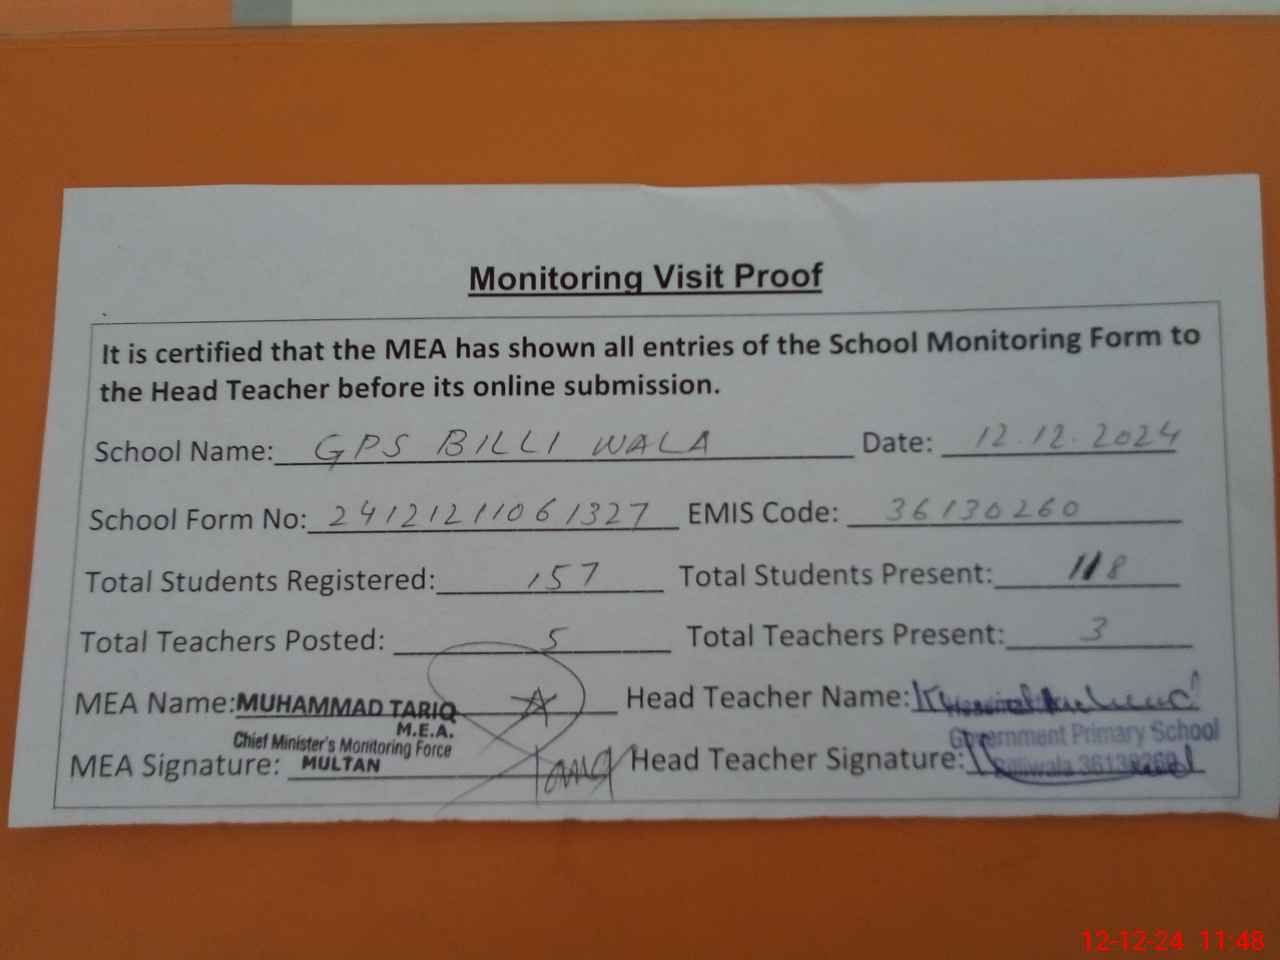 Monitoring Visit Proof
It is certified that the MEA has shown all entries of the School Monitoring Form to
the Head Teacher before its online submission.
School Name: GPS BILLI WALA Date: 12.12.2024
School Form No: 24121211061327 EMIS Code: 36130260
Total Students Registered: 157 Total Students Present: 118
Total Teachers Posted: 5 Total Teachers Present: 3
MEA Name: MUHAMMAD TARIQ Head Teacher Name:
M.E.A.
Chief Minister's Monitoring Force
Government Primary School
MEA Signature: MULTAN Head Teacher Signature:
12-12-24 11:48